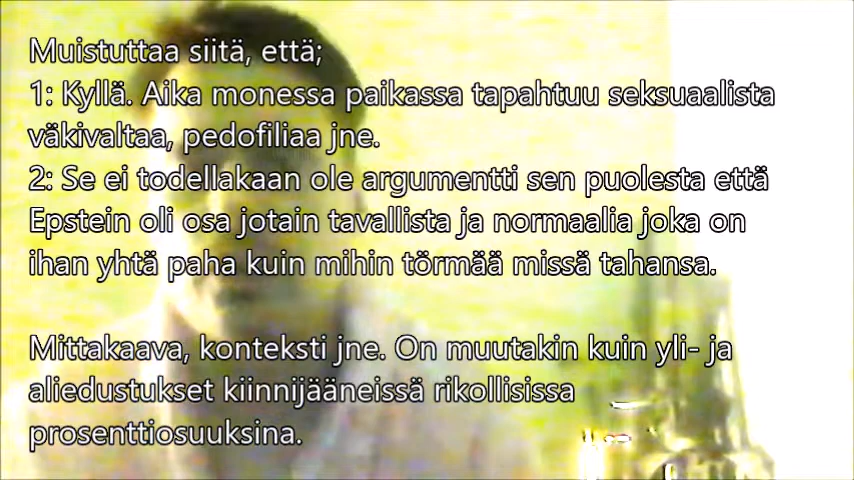 Muistuttaa siitä, että;
1: Kyllä. Aika monessa paikassa tapahtuu seksuaalista
väkivaltaa, pedofiliaa jne.
2: Se ei todellakaan ole argumentti sen puolesta että
Epstein oli osa jotain tavallista ja normaalia joka on
ihan yhtä paha kuin mihin törmää missä tahansa.
Mittakaava, konteksti jne. On muutakin kuin yli- ja
aliedustukset kiinnijääneissä rikollisissa
prosenttiosuuksina.